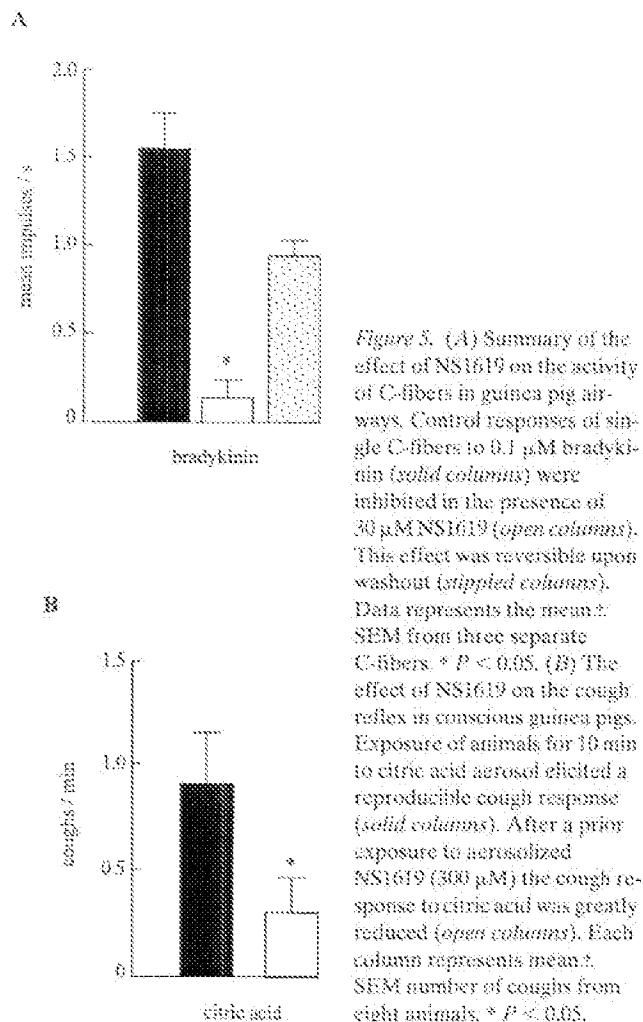 A
2.0
1.5
1.0
0.5
0
mean impulses / s
*
bradykinin
B
1.5
1.0
0.5
0
coughs / min
*
citric acid
Figure 5. (A) Summary of the
effect of NS1619 on the activity
of C-fibers in guinea pig air-
ways. Control responses of sin-
gle C-fibers to 0.1 μM bradyki-
nin (solid columns) were
inhibited in the presence of
30 μM NS1619 (open columns).
This effect was reversible upon
washout (stippled columns).
Data represents the mean ±
SEM from three separate
C-fibers. * P < 0.05. (B) The
effect of NS1619 on the cough
reflex in conscious guinea pigs.
Exposure of animals for 10 min
to citric acid aerosol elicited a
reproducible cough response
(solid columns). After a prior
exposure to aerosolized
NS1619 (300 μM) the cough re-
sponse to citric acid was greatly
reduced (open columns). Each
column represents mean ±
SEM number of coughs from
eight animals. * P < 0.05.